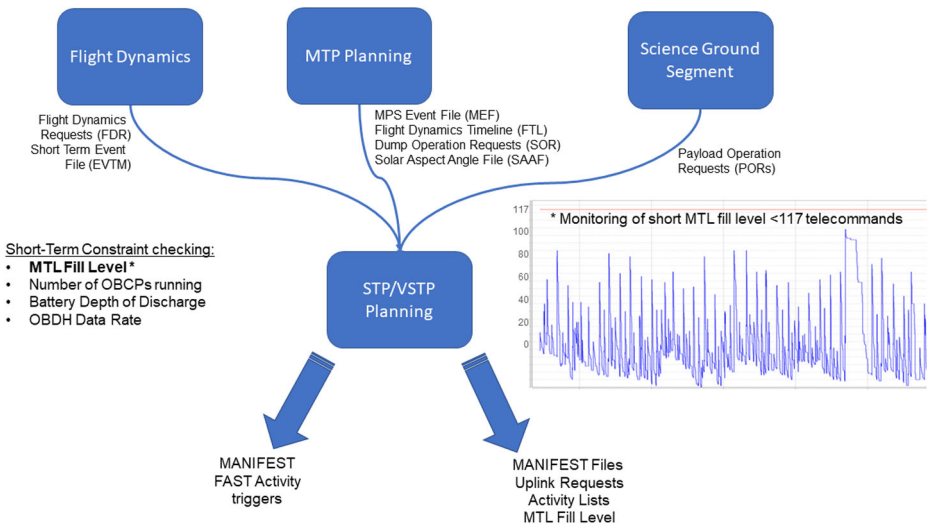 Flight Dynamics
MTP Planning
Science Ground
Segment
Flight Dynamics
Requests (FDR)
Short Term Event
File (EVTM)
MPS Event File (MEF)
Flight Dynamics Timeline (FTL)
Dump Operation Requests (SOR)
Solar Aspect Angle File (SAAF)
Payload Operation
Requests (PORs)
117
100
80
60
40
20
0
* Monitoring of short MTL fill level <117 telecommands
Short-Term Constraint checking:
• MTL Fill Level *
• Number of OBCPs running
• Battery Depth of Discharge
• OBDH Data Rate
STP/VSTP
Planning
MANIFEST
FAST Activity
triggers
MANIFEST Files
Uplink Requests
Activity Lists
MTL Fill Level